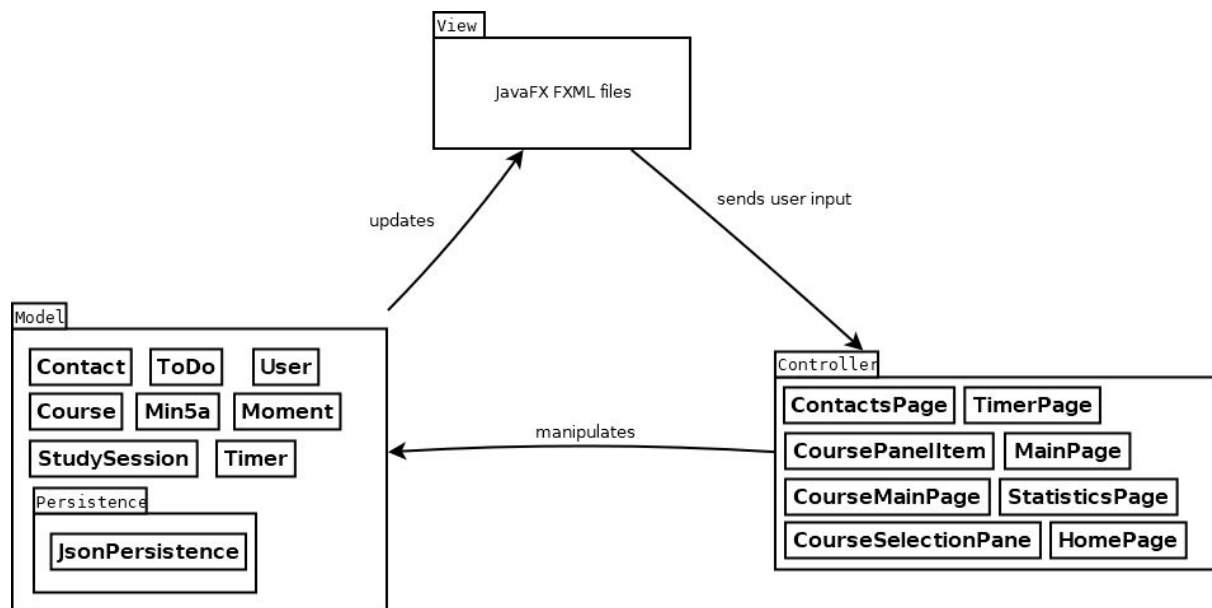 View
JavaFX FXML files
updates
sends user input
Model
Contact ToDo User
Course Min5a Moment
StudySession Timer
Persistence
JsonPersistence
manipulates
Controller
ContactsPage TimerPage
CoursePanelItem MainPage
CourseMainPage StatisticsPage
CourseSelectionPane HomePage